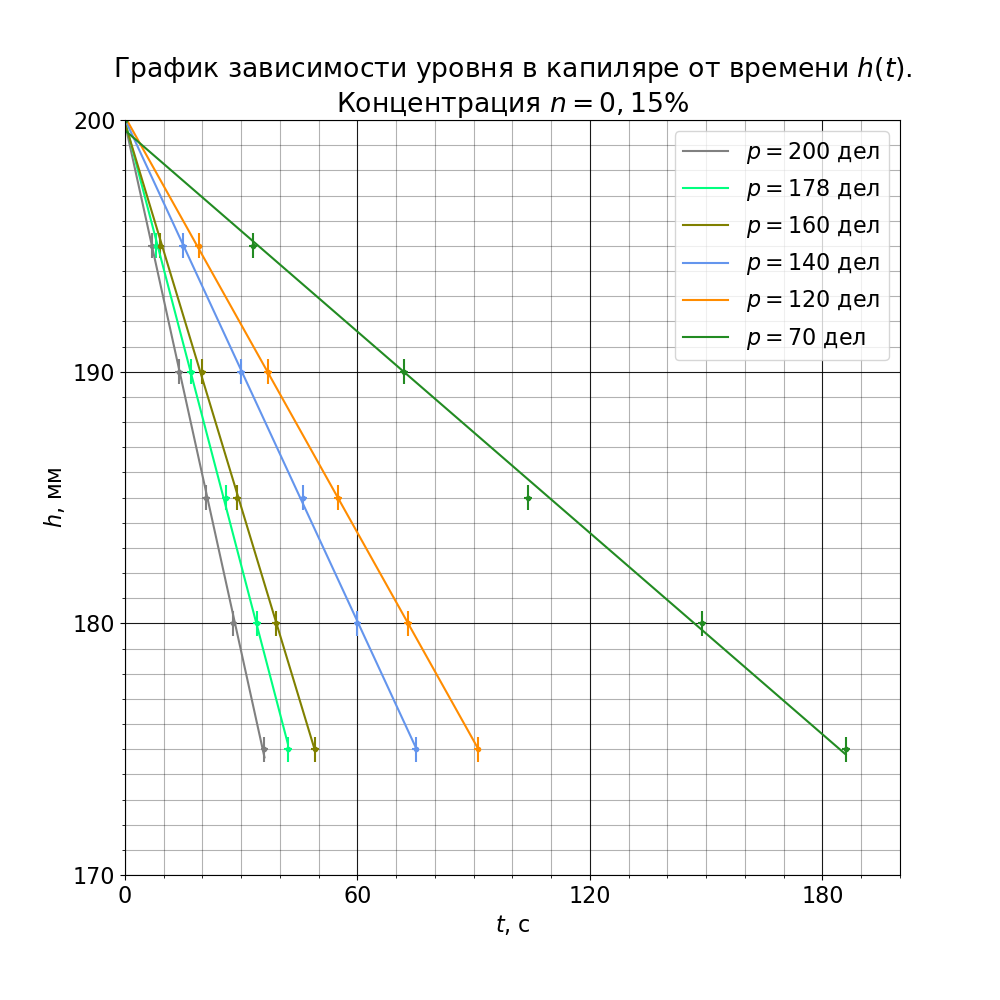 График зависимости уровня в капиляре от времени h(t).
Концентрация n = 0, 15%
200
190
180
170
h, мм
0
60
120
180
t, с
p = 200 дел
p = 178 дел
p = 160 дел
p = 140 дел
p = 120 дел
p = 70 дел